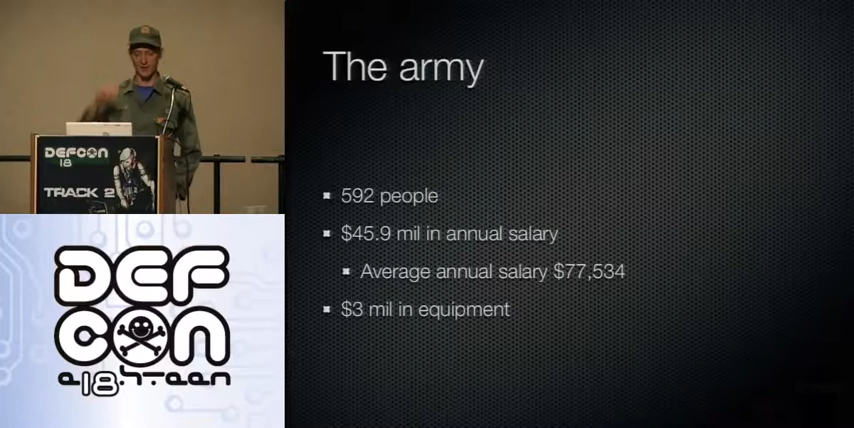 The army
592 people
$45.9 mil in annual salary
Average annual salary $77,534
$3 mil in equipment
DEFCON
18
TRACK 2
DEF
CON